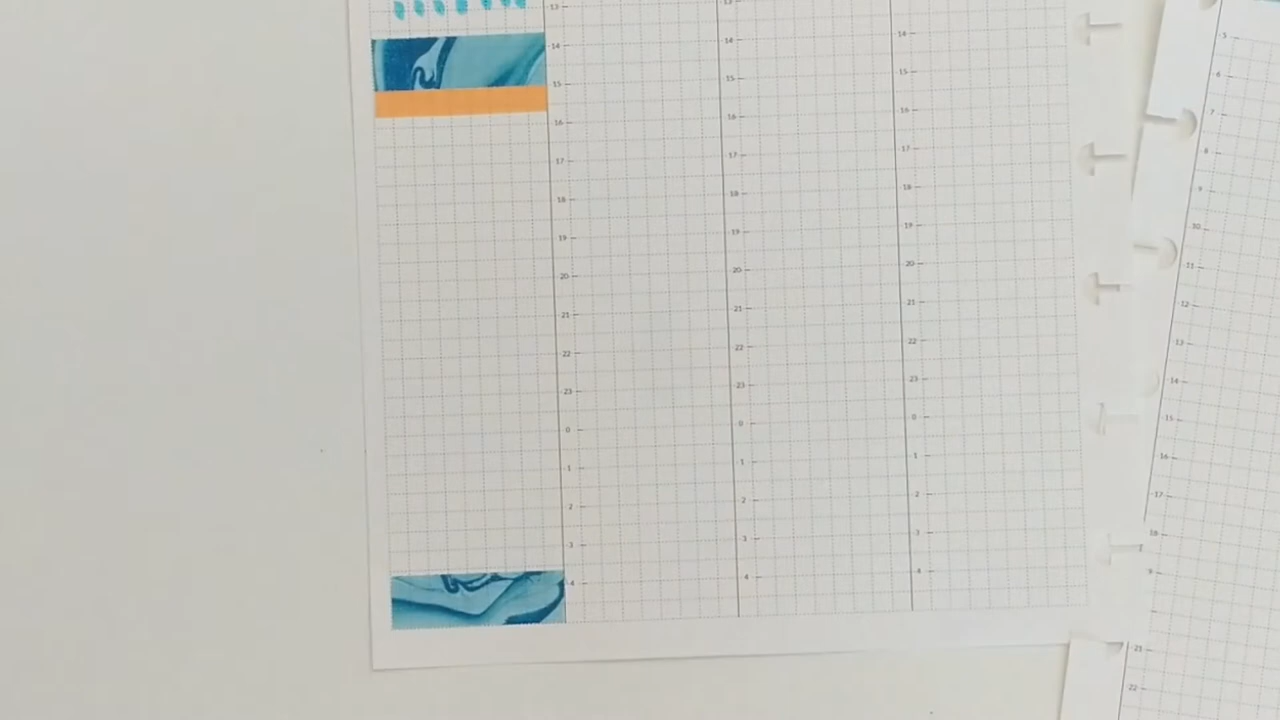 13 13
14 14 14
15 15 15
16 16 16
17 17 17
18 18 18
19 19 19
20 20 20
21 21 21
22 22 22
23 23 23
0 0 0
1 1 1
2 2 2
3 3 3
4 4 4
5
6
7
8
9
10
11
12
13
14
15
16
17
18
21
22